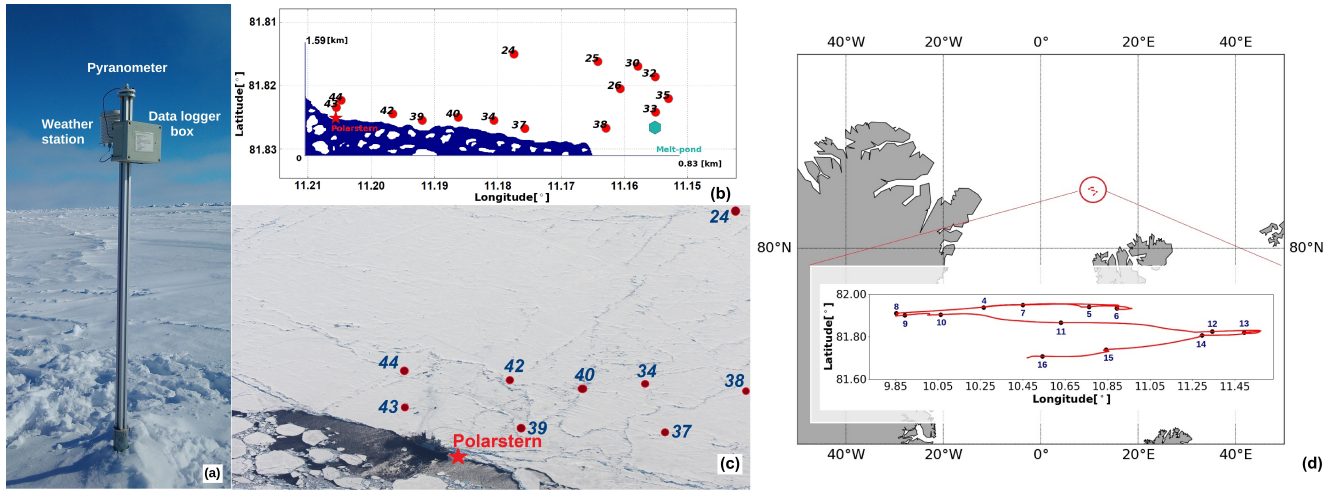 Pyranometer
Weather
station
Data logger
box
(a)
81.81
81.82
81.83
Latitude[°]
1.59 [km]
0
0.83 [km]
24
25
30
32
26
35
33
44
43
42
39
40
34
37
38
Polarstern
Melt-pond
11.21
11.20
11.19
11.18
11.17
11.16
11.15
Longitude[°]
(b)
24
44
42
40
34
38
43
39
37
Polarstern
(c)
40°W
20°W
0°
20°E
40°E
80°N
80°N
82.00
81.80
81.60
Latitude[°]
8
9
10
4
7
5
6
11
12
13
14
15
16
9.85
10.05
10.25
10.45
10.65
10.85
11.05
11.25
11.45
Longitude[°]
40°W
20°W
0°
20°E
40°E
(d)